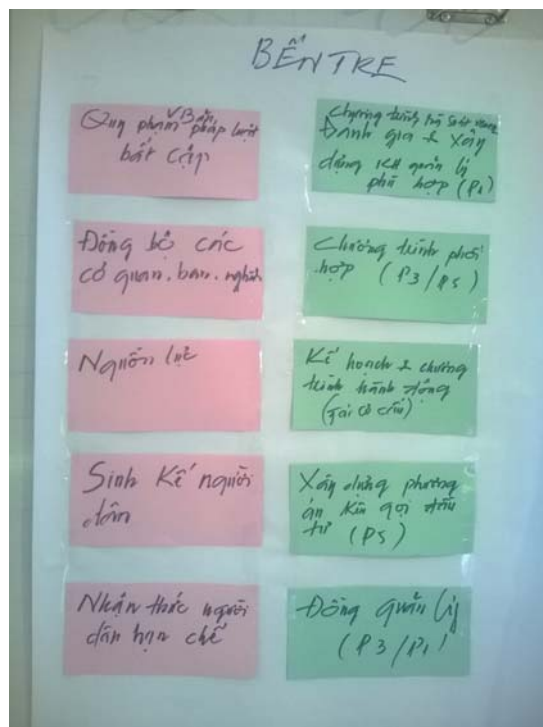 BẾN TRE
VB
Quy phạm pháp luật
bất cập
Chương trình
Đánh giá & xây
dựng KH quản lý
phù hợp (P1)
Đồng bộ các
cơ quan. ban. nghành
Chương trình phối
hợp (P3/P5)
Nguồn lực
Kế hoạch & chương
trình hành động
(Tái cơ cấu)
Sinh kế người
dân
Xây dựng phương
án kêu gọi đầu
tư (P5)
Nhận thức người
dân hạn chế
Đồng quản lý
(P3/P1)